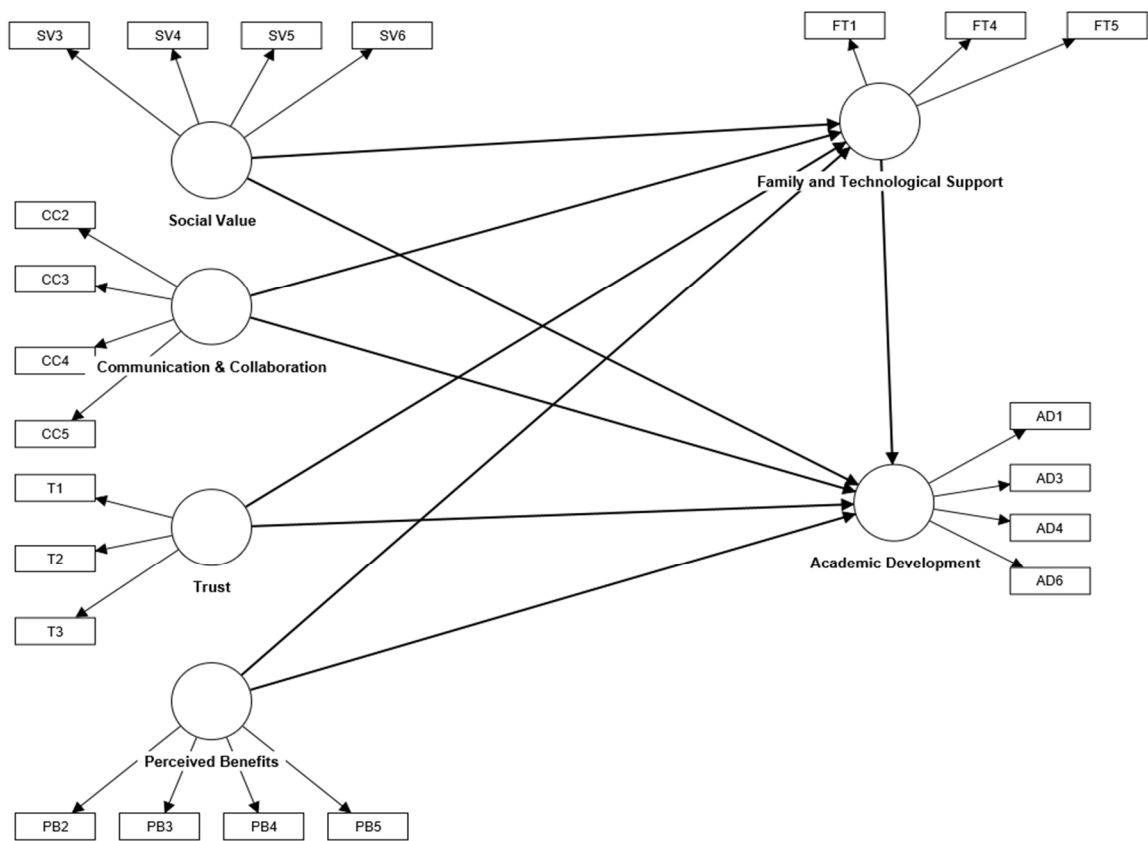 SV3
SV4
SV5
SV6
FT1
FT4
FT5
Family and Technological Support
Social Value
CC2
CC3
CC4
CC5
Communication & Collaboration
T1
T2
T3
Trust
AD1
AD3
AD4
AD6
Academic Development
Perceived Benefits
PB2
PB3
PB4
PB5